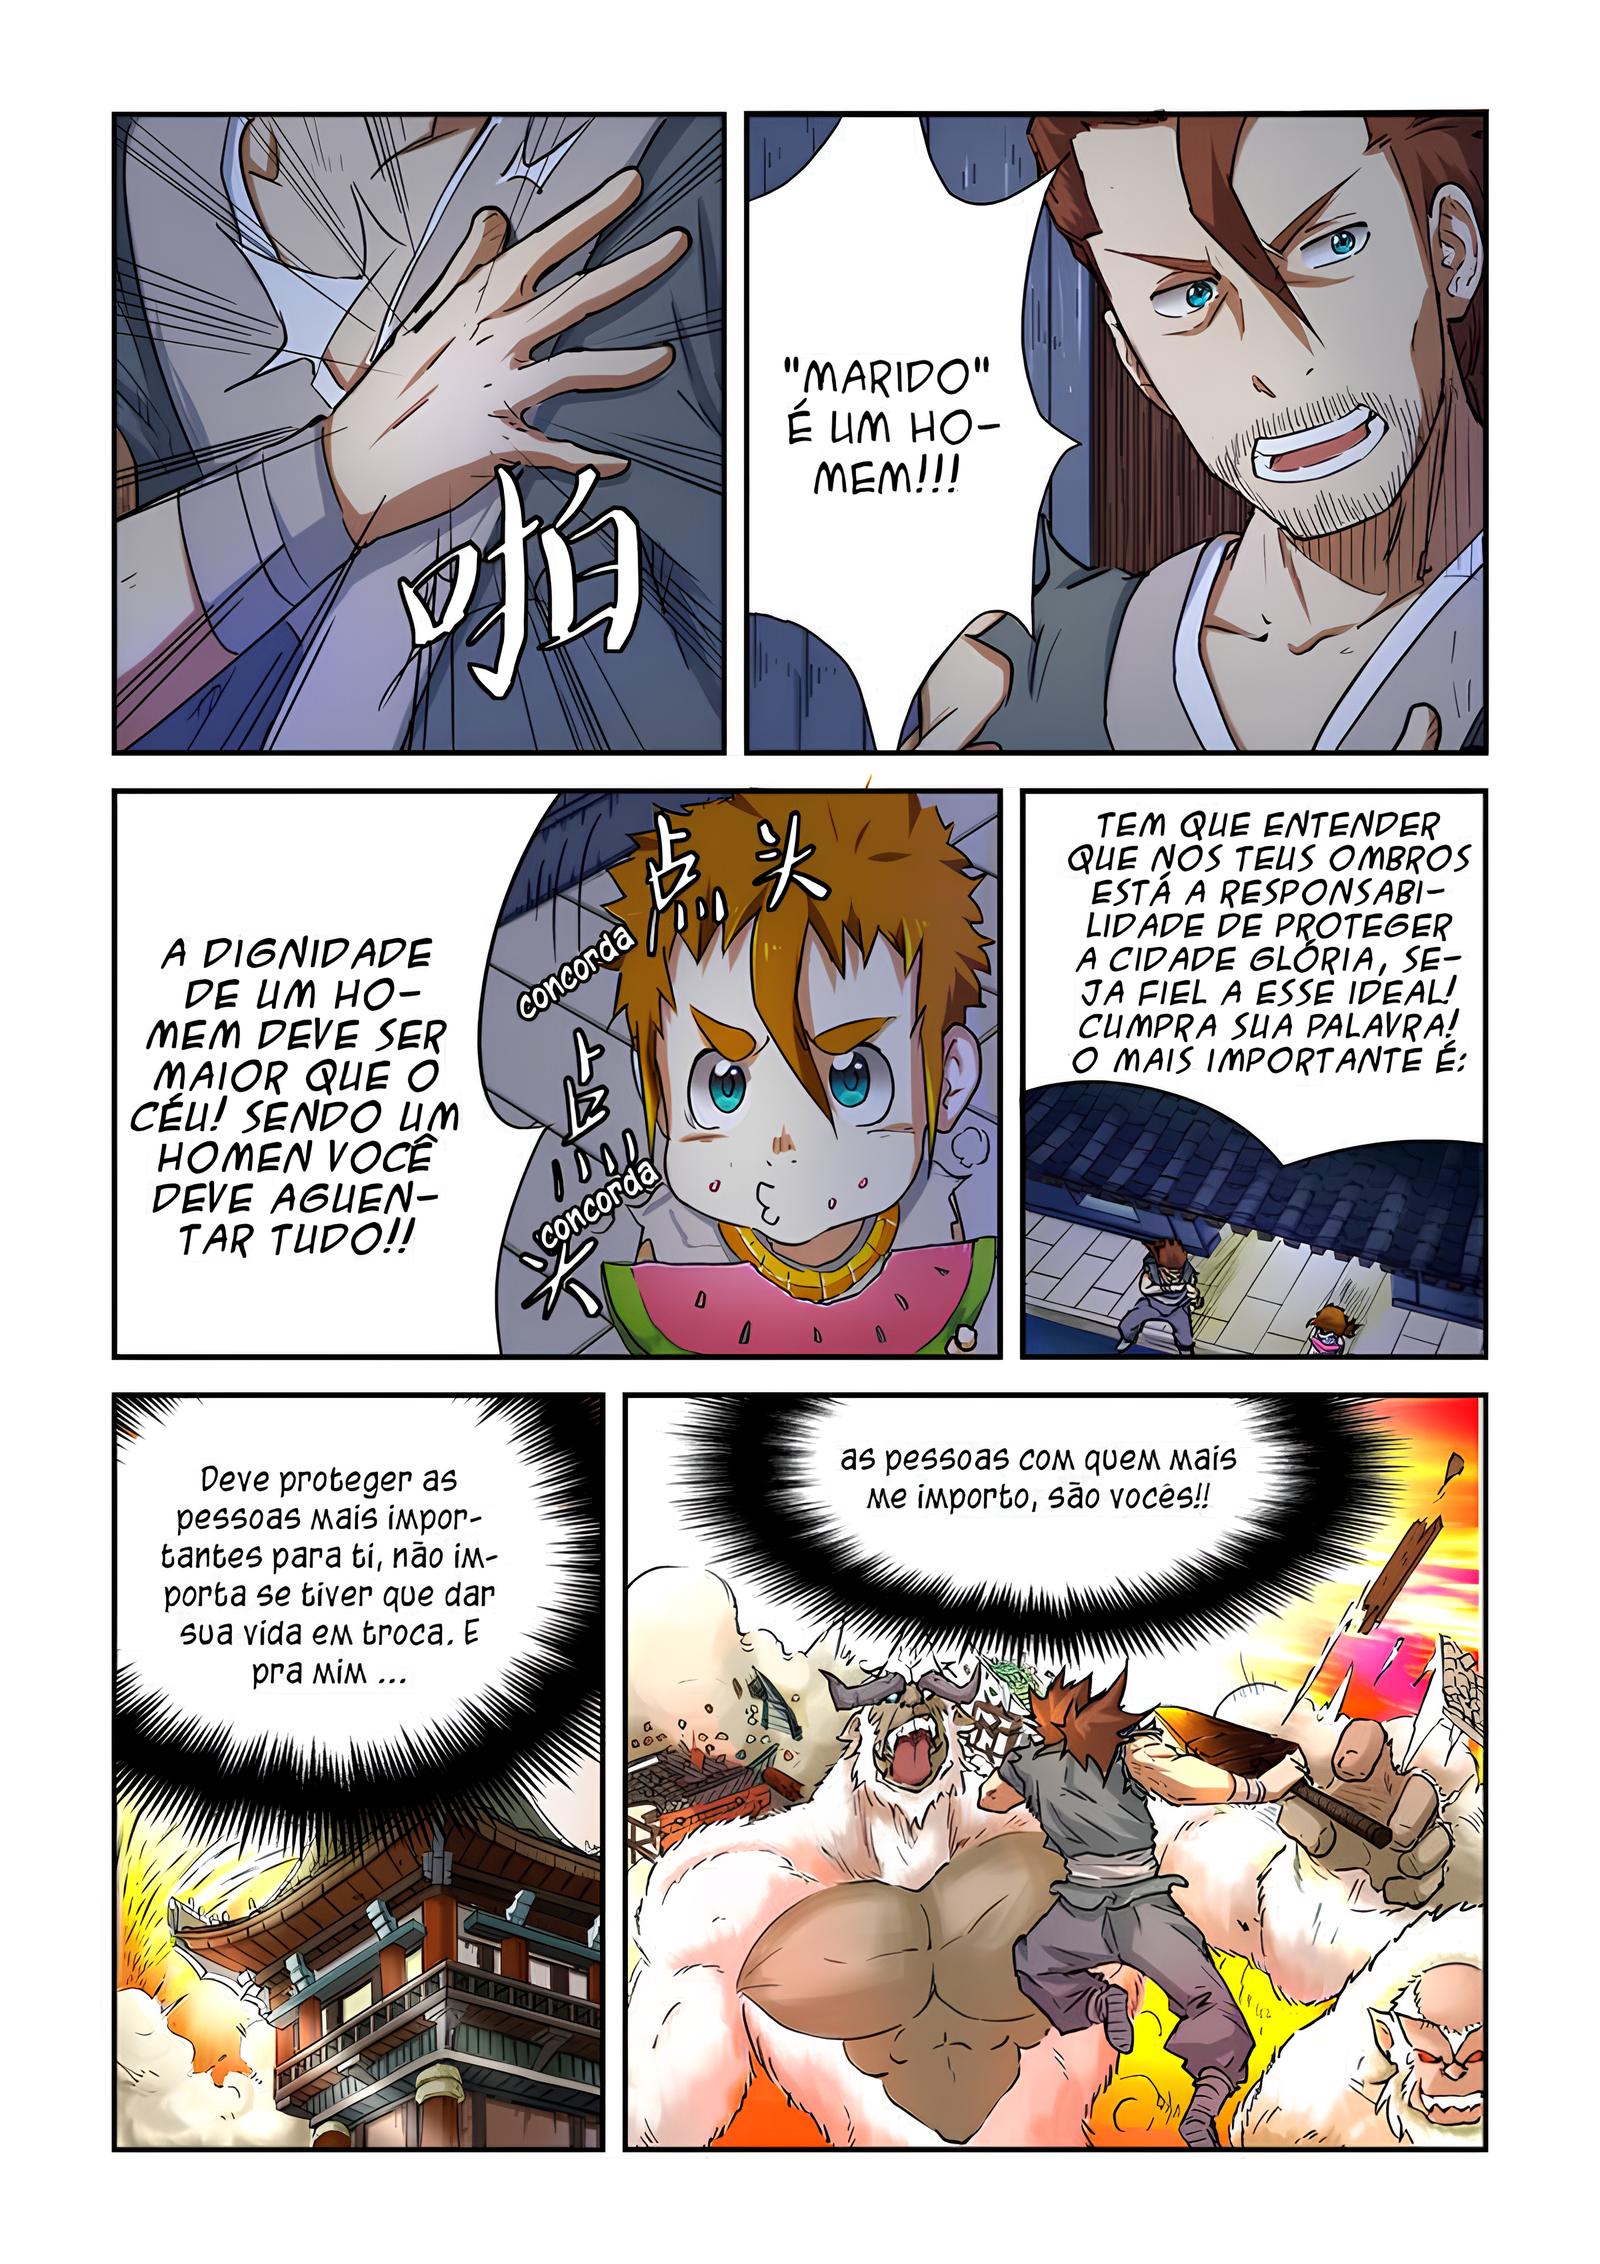 啪
"MARIDO"
É UM HO-
MEM!!!
A DIGNIDADE
DE UM HO-
MEM DEVE SER
MAIOR QUE O
CÉU! SENDO UM
HOMEN VOCÊ
DEVE AGUEN-
TAR TUDO!!
点头
concorda
点头
concorda
TEM QUE ENTENDER
QUE NOS TEUS OMBROS
ESTÁ A RESPONSABI-
LIDADE DE PROTEGER
A CIDADE GLÓRIA, SE-
JA FIEL A ESSE IDEAL!
CUMPRA SUA PALAVRA!
O MAIS IMPORTANTE É:
Deve proteger as
pessoas mais impor-
tantes para ti, não im-
porta se tiver que dar
sua vida em troca. E
pra mim ...
as pessoas com quem mais
me importo, são vocês!!